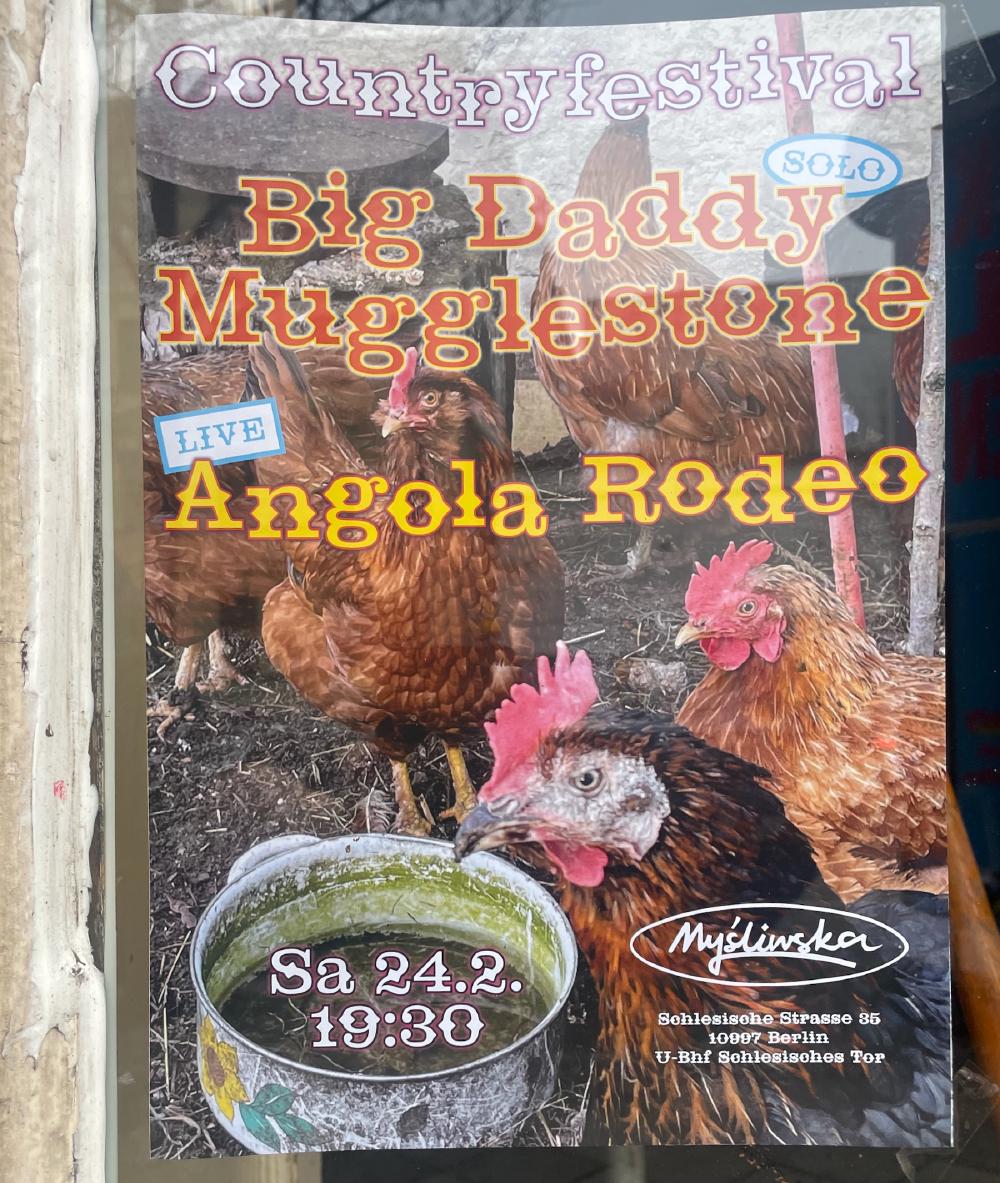 Countryfestival
SOLO
Big Daddy
Mugglestone
LIVE
Angola Rodeo
Sa 24.2.
19:30
Myśliwska
Schlesische Strasse 35
10997 Berlin
U-Bhf Schlesisches Tor